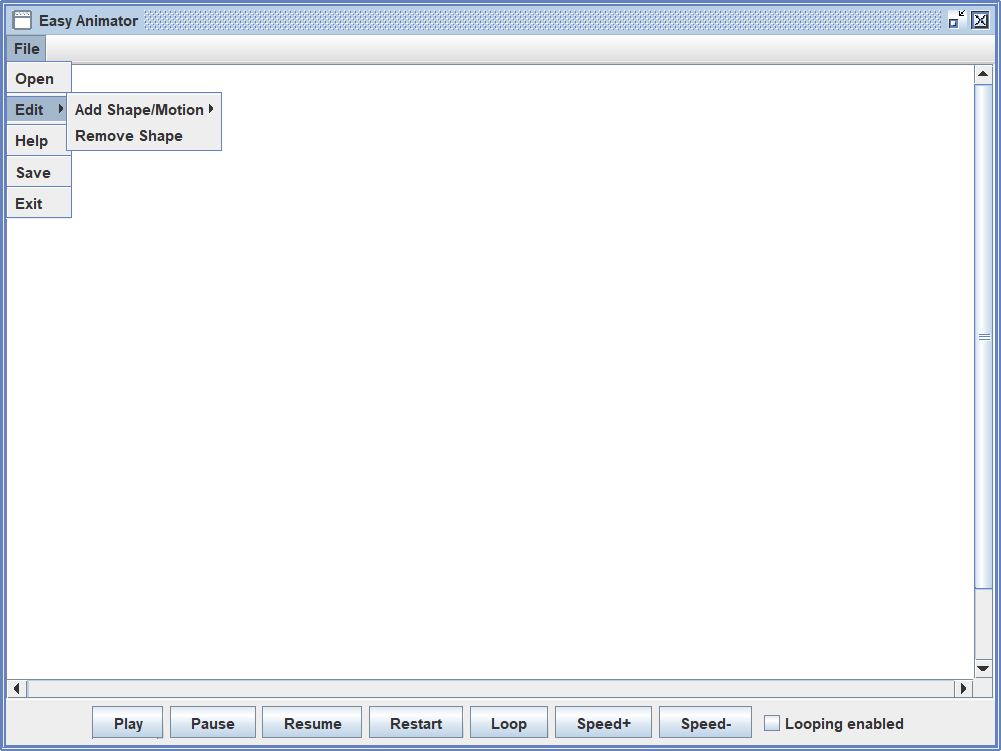 Easy Animator
File
Open
Edit
Add Shape/Motion
Remove Shape
Help
Save
Exit
Play Pause Resume Restart Loop Speed+ Speed- Looping enabled